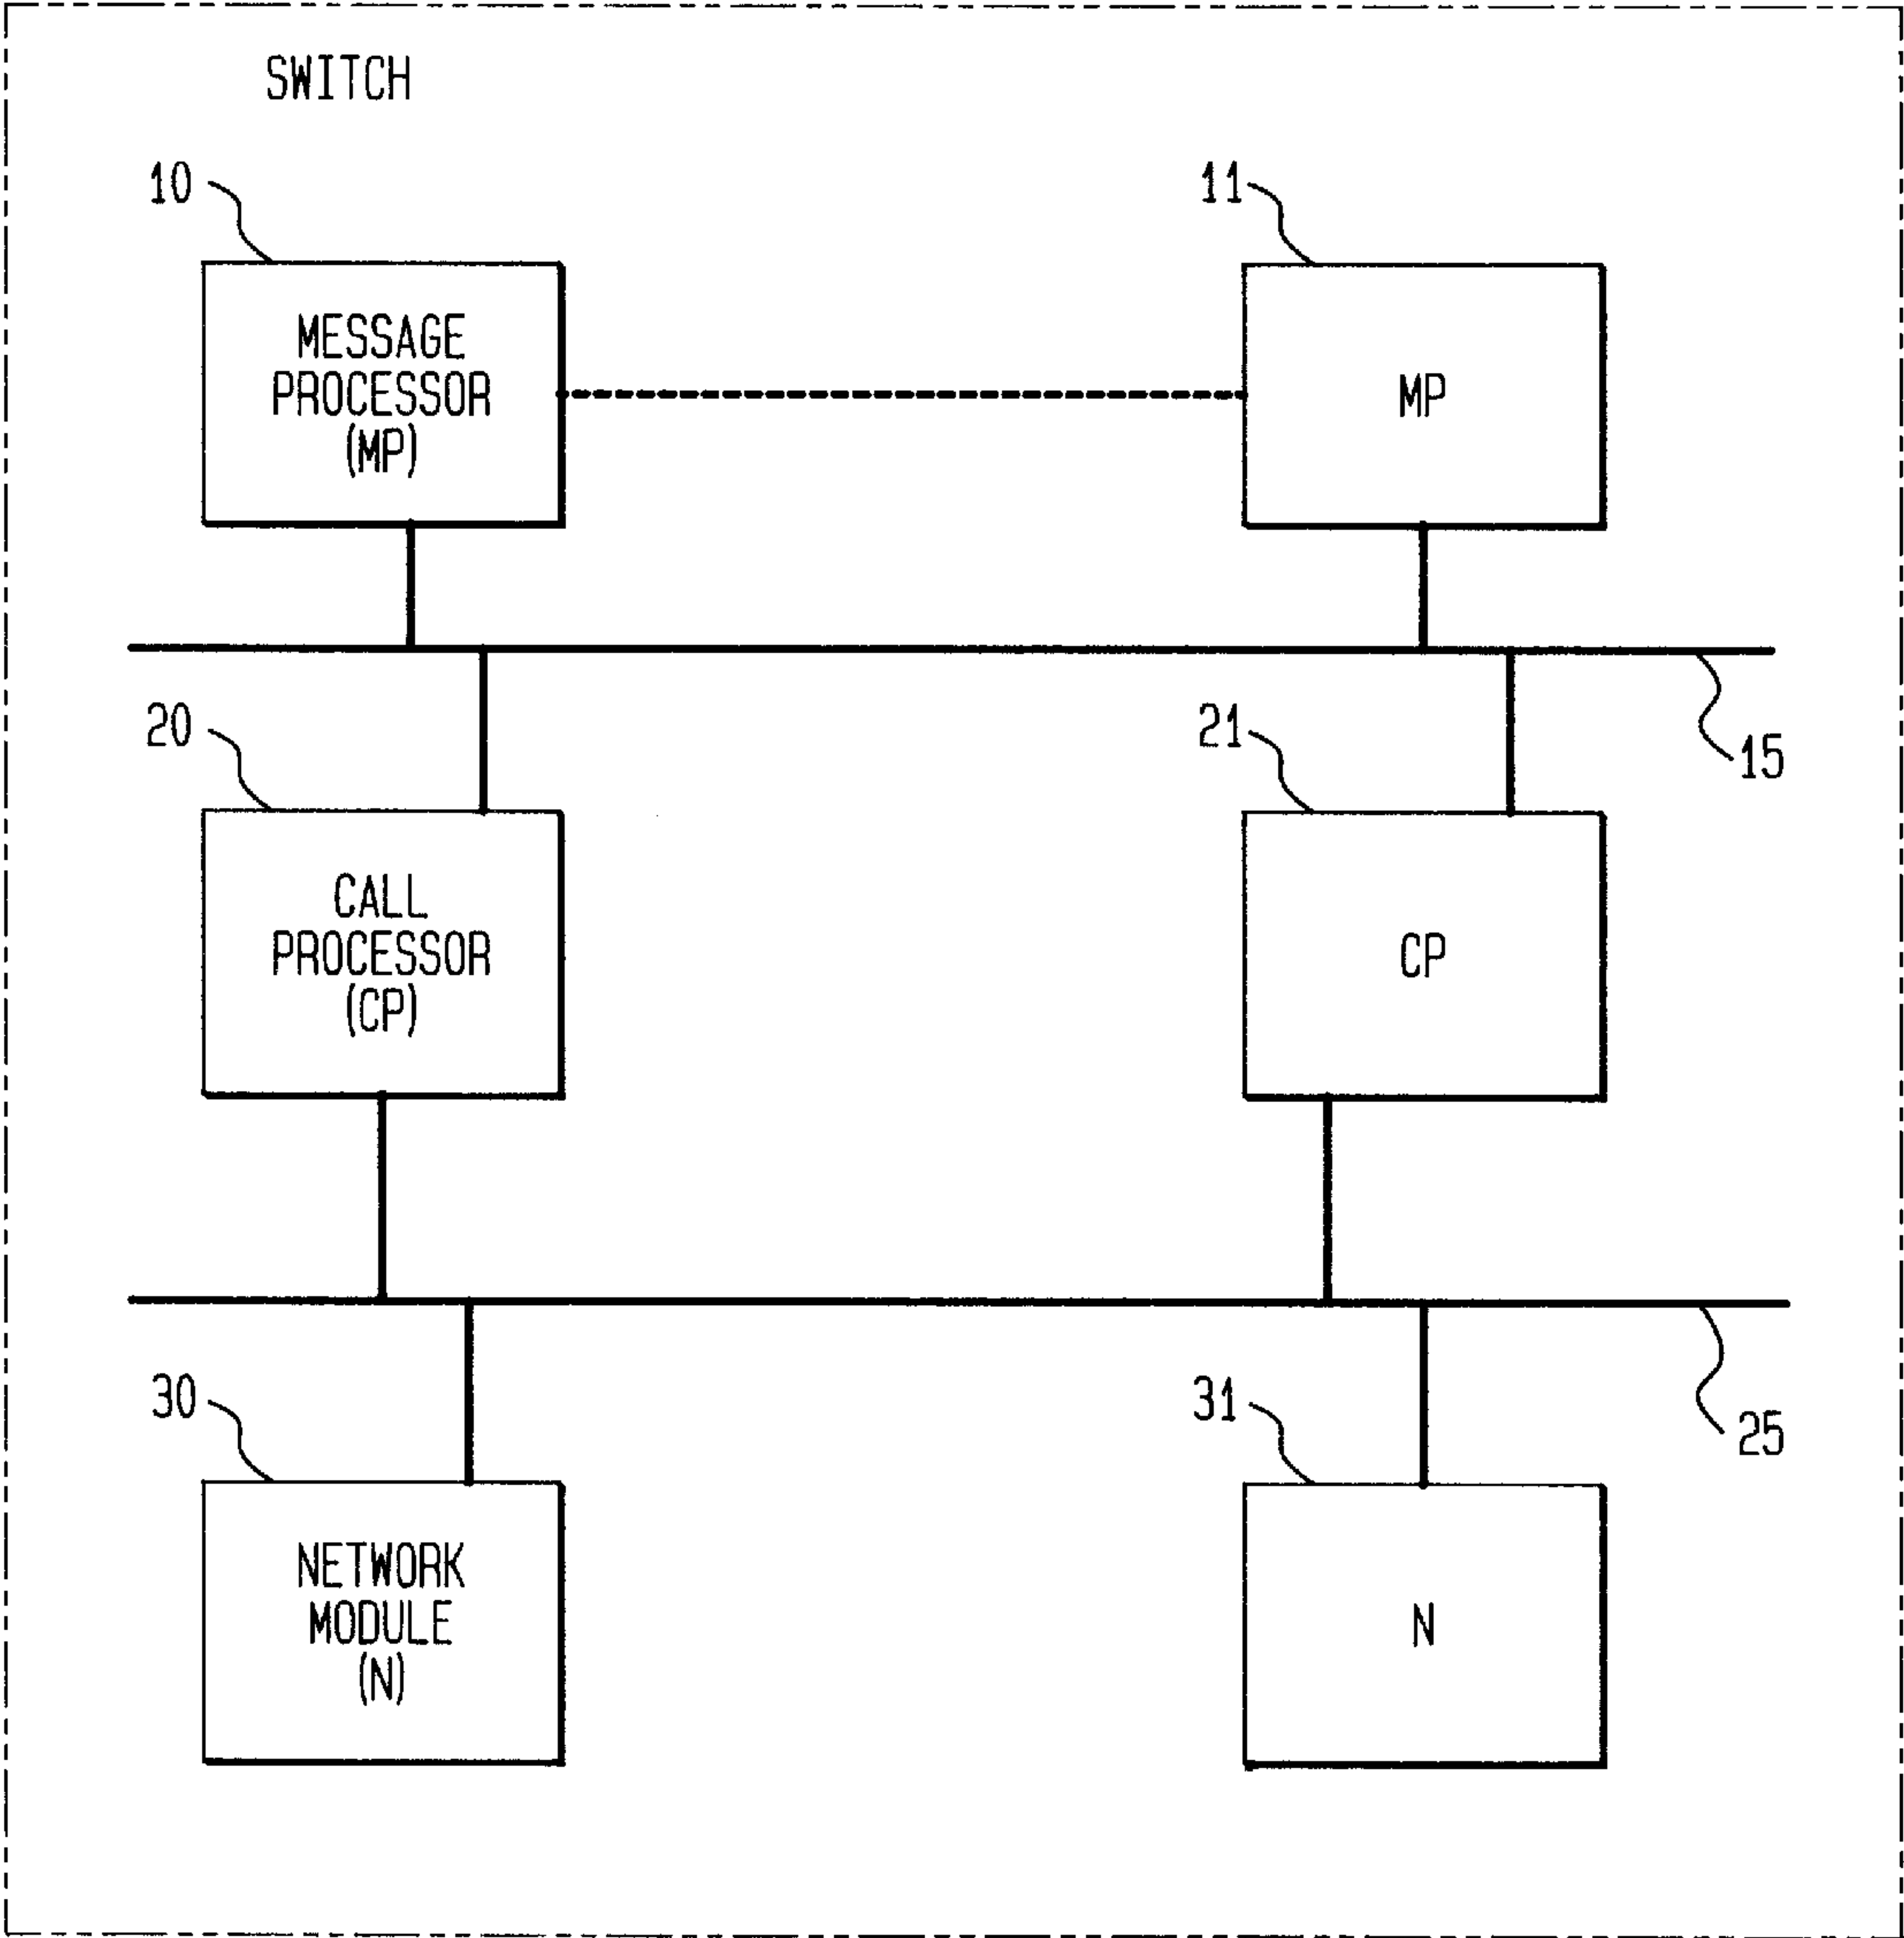 SWITCH
10
11
MESSAGE
PROCESSOR
(MP)
MP
15
20
21
CALL
PROCESSOR
(CP)
CP
25
30
31
NETWORK
MODULE
(N)
N